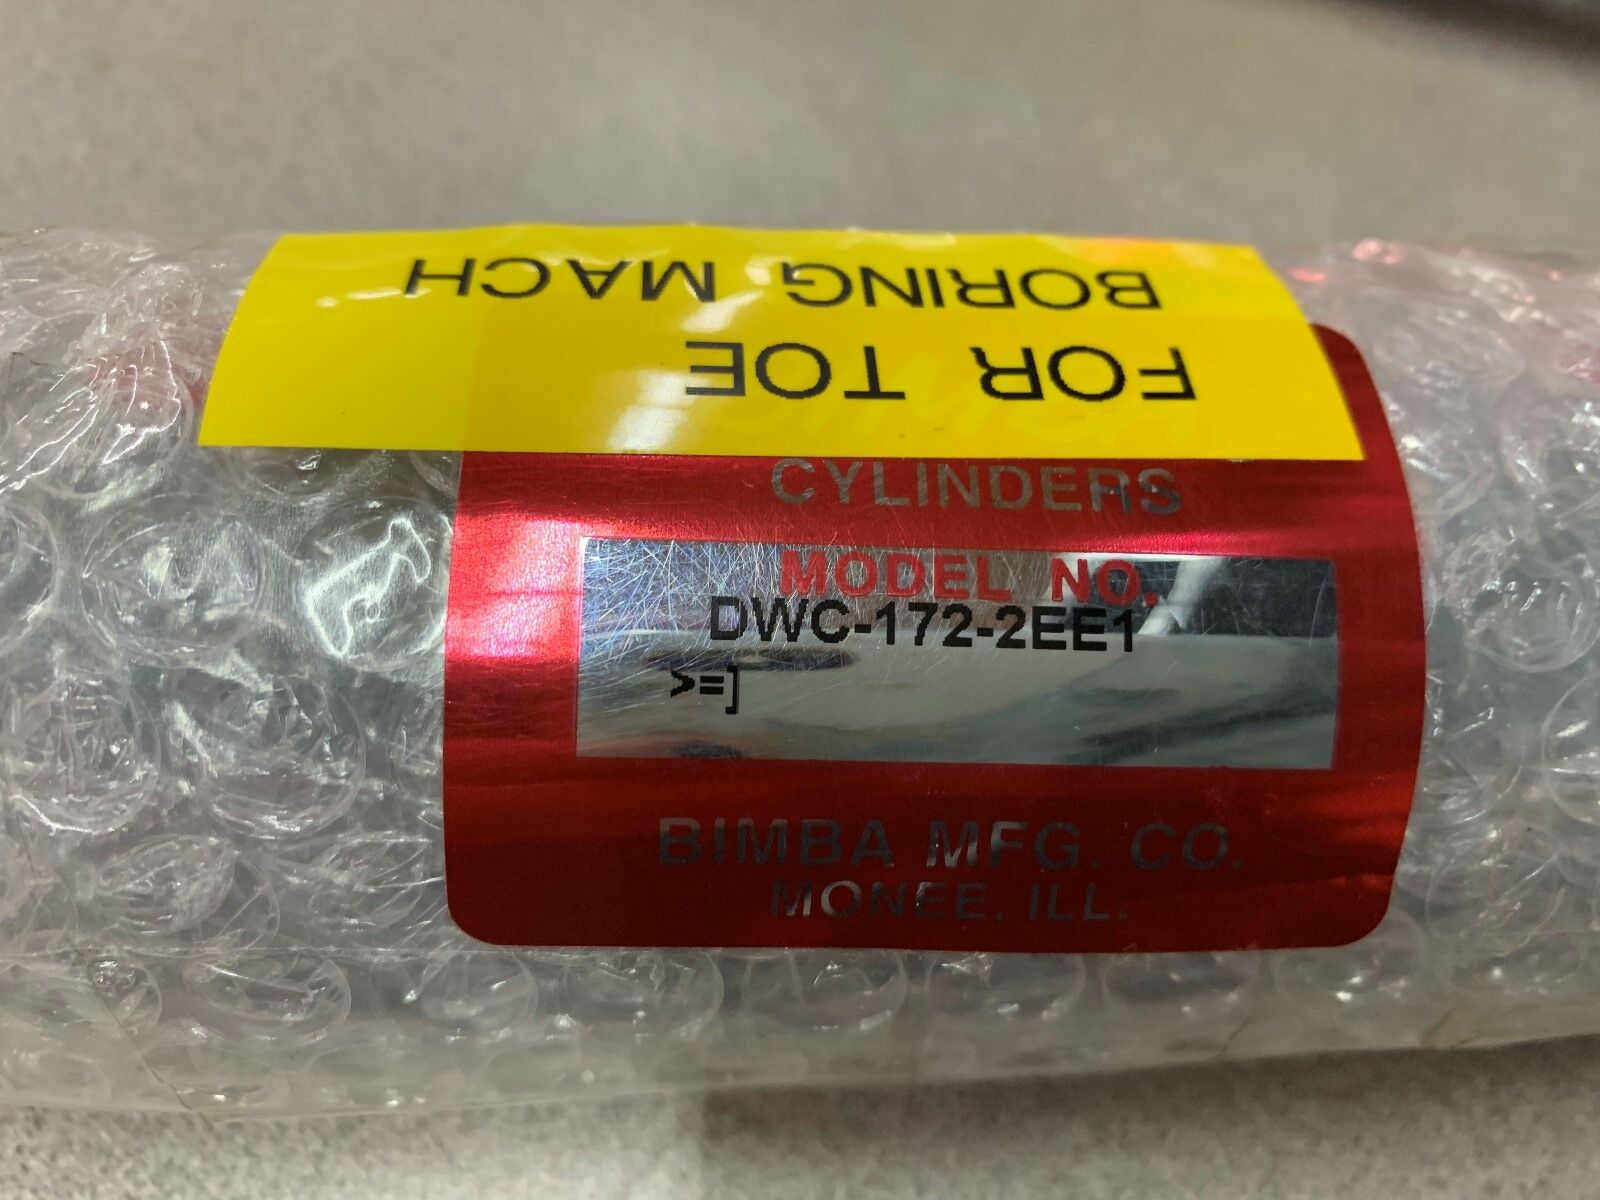 FOR TOE
BORING MACH
CYLINDERS
MODEL NO.
DWC-172-2EE1
>=]
BIMBA MFG. CO.
MONEE, ILL.